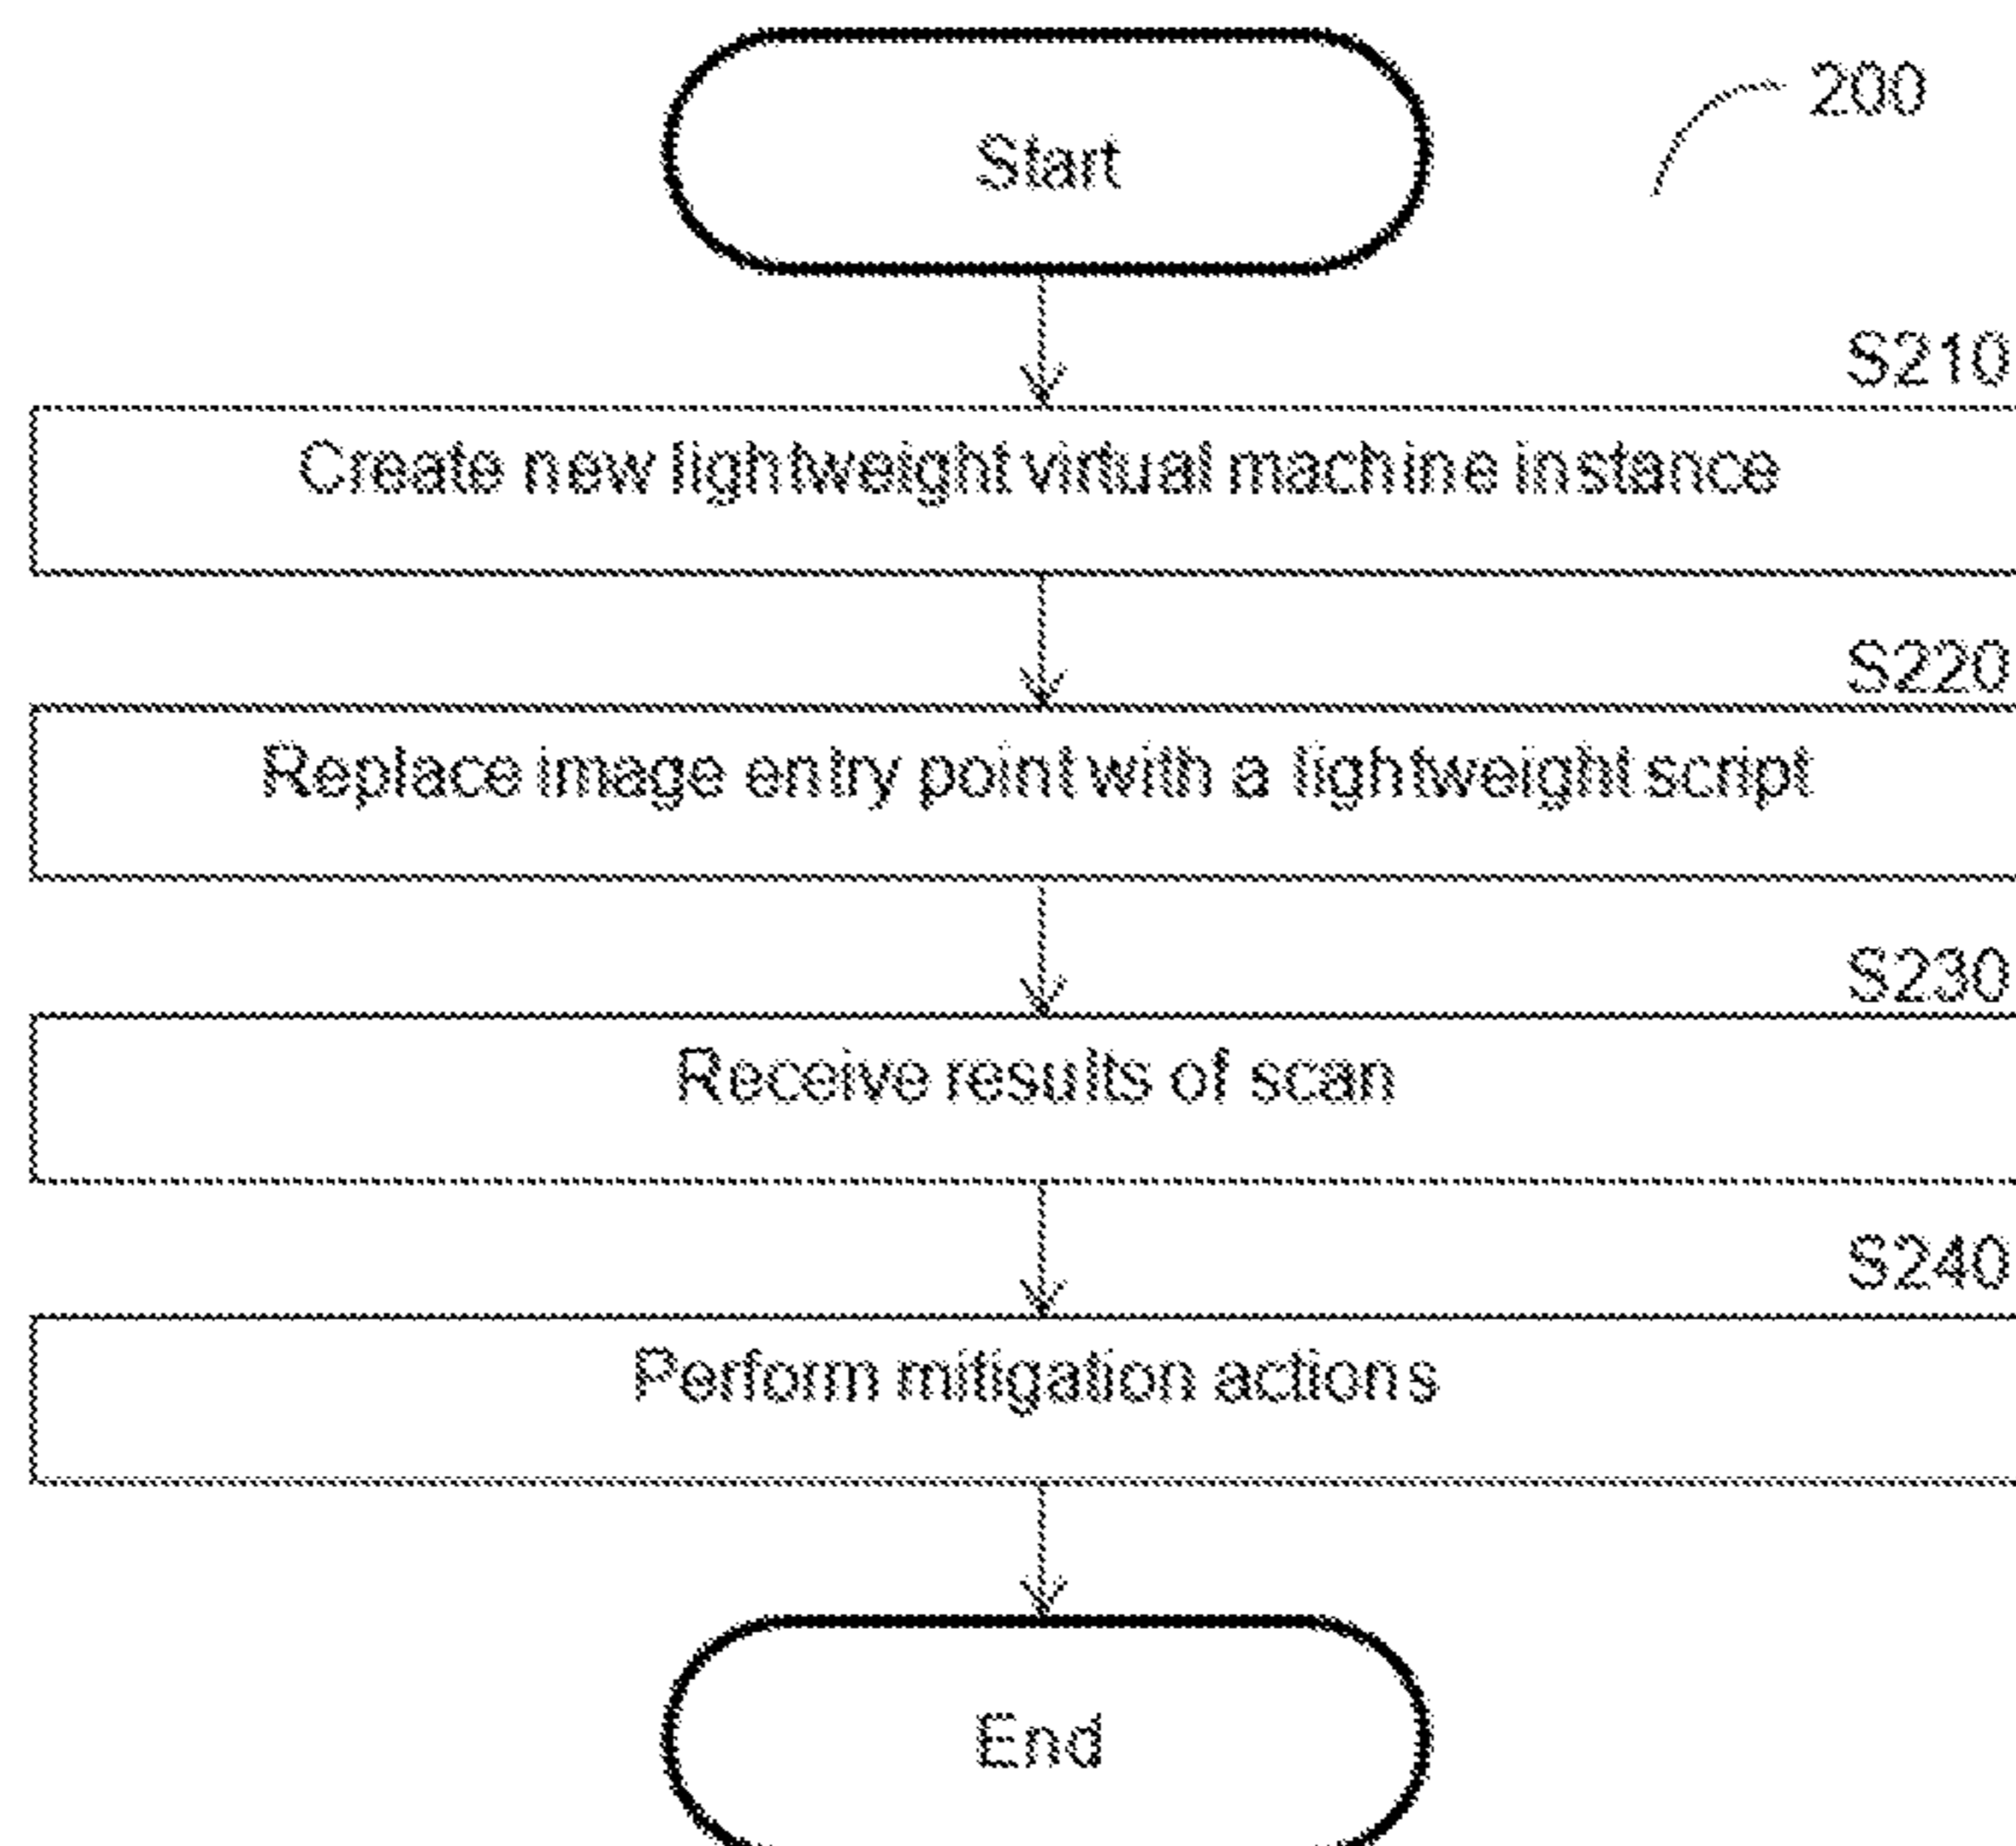 200
Start
S210
Create new lightweight virtual machine instance
S220
Replace image entry point with a lightweight script
S230
Receive results of scan
S240
Perform mitigation actions
End